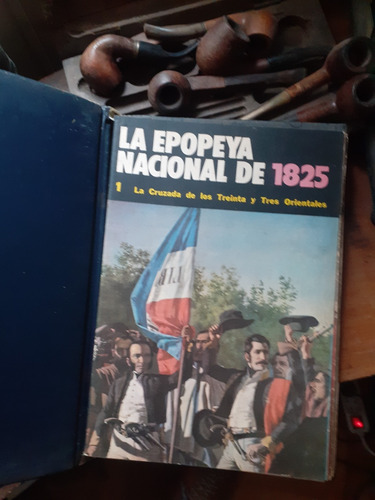 LA EPOPEYA
NACIONAL DE 1825
1 La Cruzada de los Treinta y Tres Orientales